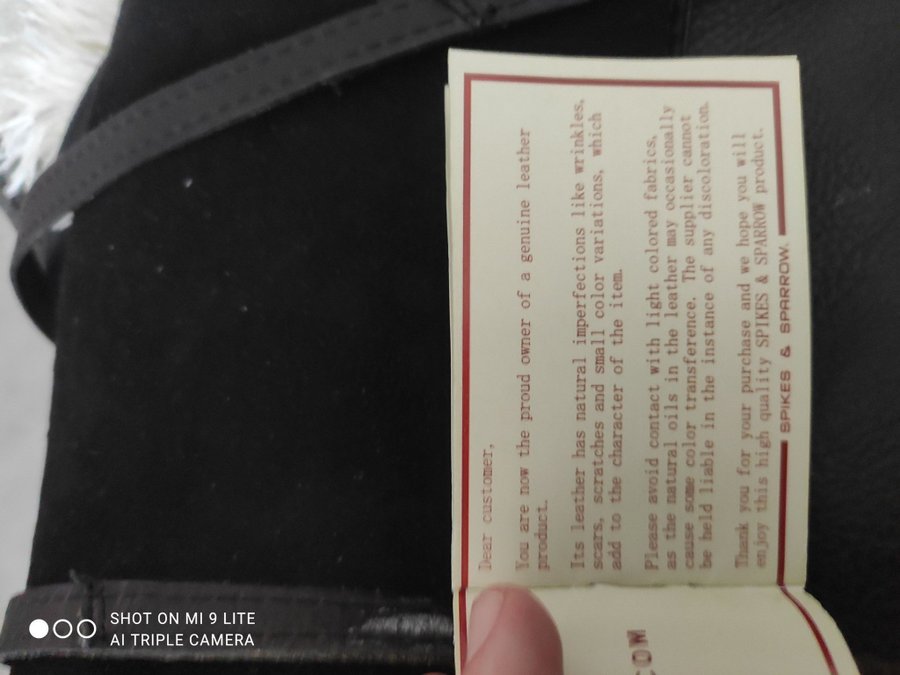 Dear customer,
You are now the proud owner of a genuine leather
product.
Its leather has natural imperfections like wrinkles,
scars, scratches and small color variations, which
add to the character of the item.
Please avoid contact with light colored fabrics,
as the natural oils in the leather may occasionally
cause some color transference. The supplier cannot
be held liable in the instance of any discoloration.
Thank you for your purchase and we hope you will
enjoy this high quality SPIKES & SPARROW product.
SPIKES & SPARROW.
COM
SHOT ON MI 9 LITE
AI TRIPLE CAMERA